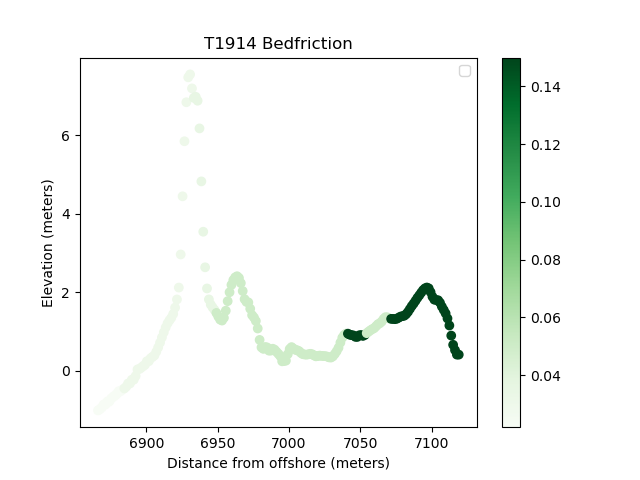 T1914 Bedfriction
Elevation (meters)
6
4
2
0
6900 6950 7000 7050 7100
Distance from offshore (meters)
0.14
0.12
0.10
0.08
0.06
0.04